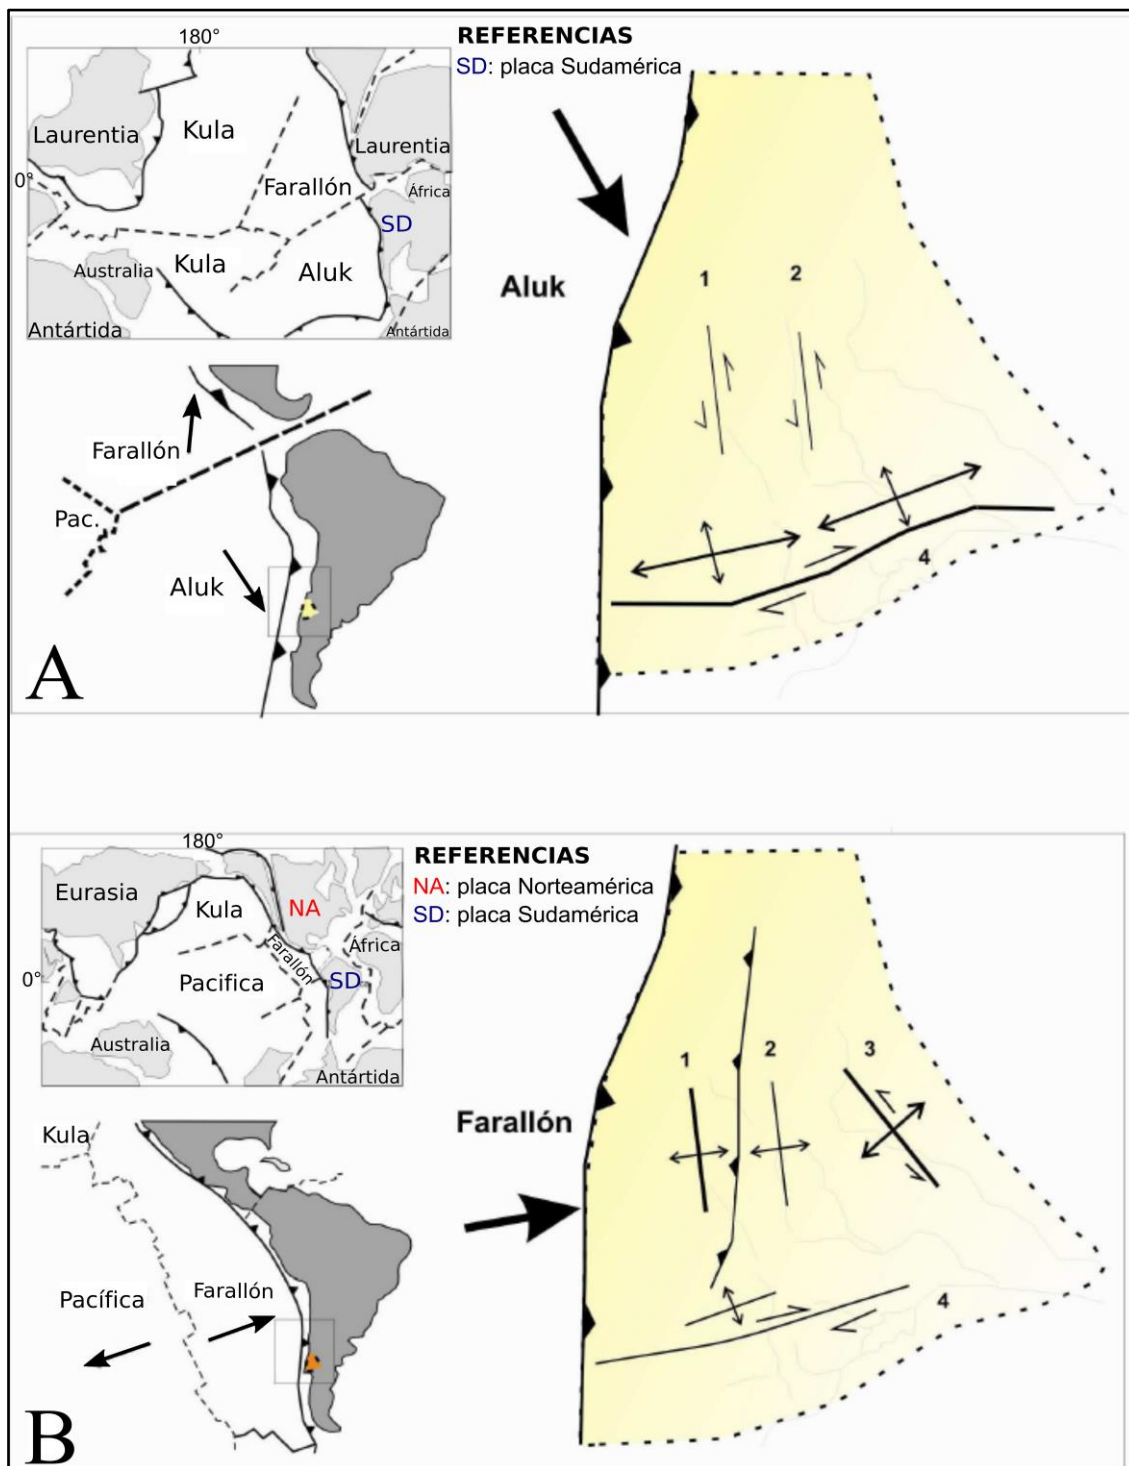 180°
REFERENCIAS
SD: placa Sudamérica
Laurentia
Kula
Laurentia
0°
Farallón
África
SD
Australia
Kula
Aluk
Antártida
Antártida
Farallón
Pac.
Aluk
A
Aluk
1
2
4
180°
REFERENCIAS
NA: placa Norteamérica
SD: placa Sudamérica
Eurasia
Kula
NA
Farallón
África
0°
Pacifica
SD
Australia
Antártida
Kula
Farallón
Pacífica
B
Farallón
1
2
3
4